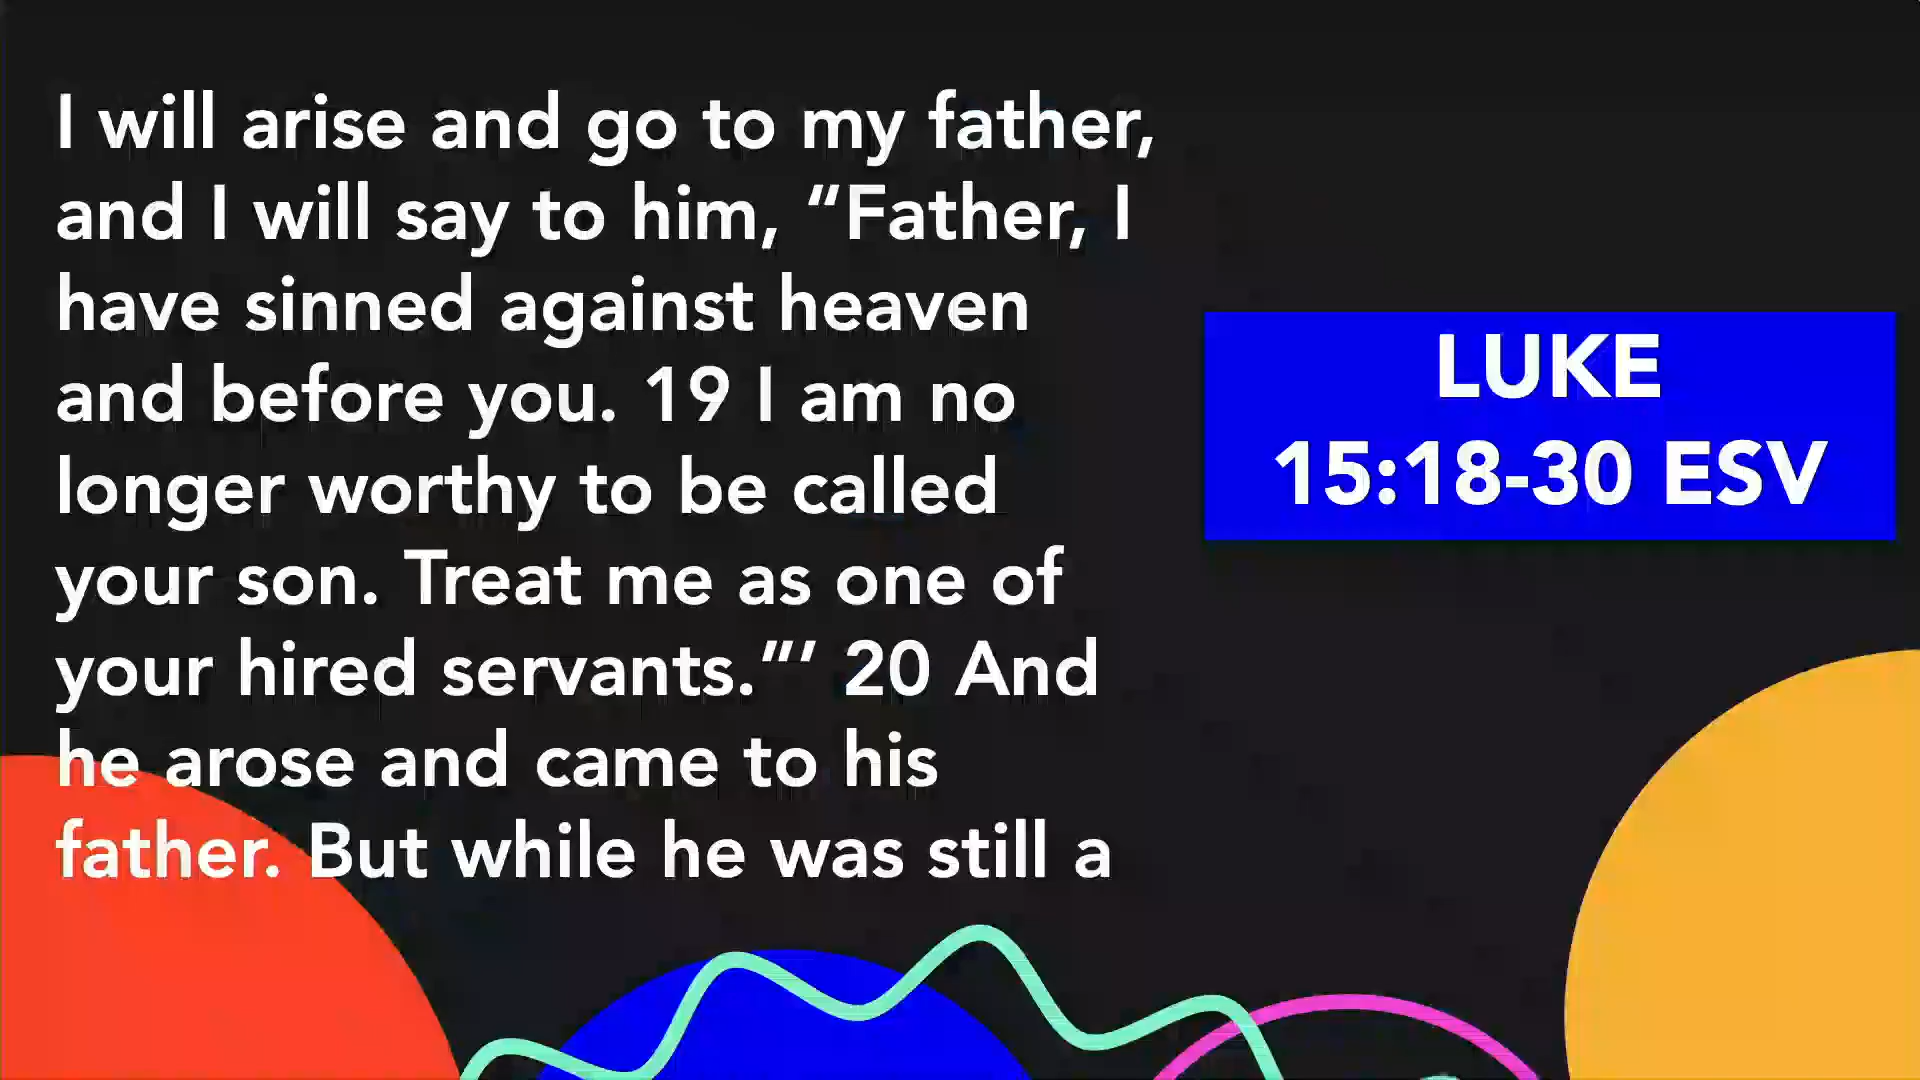 I will arise and go to my father,
and I will say to him, “Father, I
have sinned against heaven
and before you. 19 I am no
longer worthy to be called
your son. Treat me as one of
your hired servants.”’ 20 And
he arose and came to his
father. But while he was still a
LUKE
15:18-30 ESV